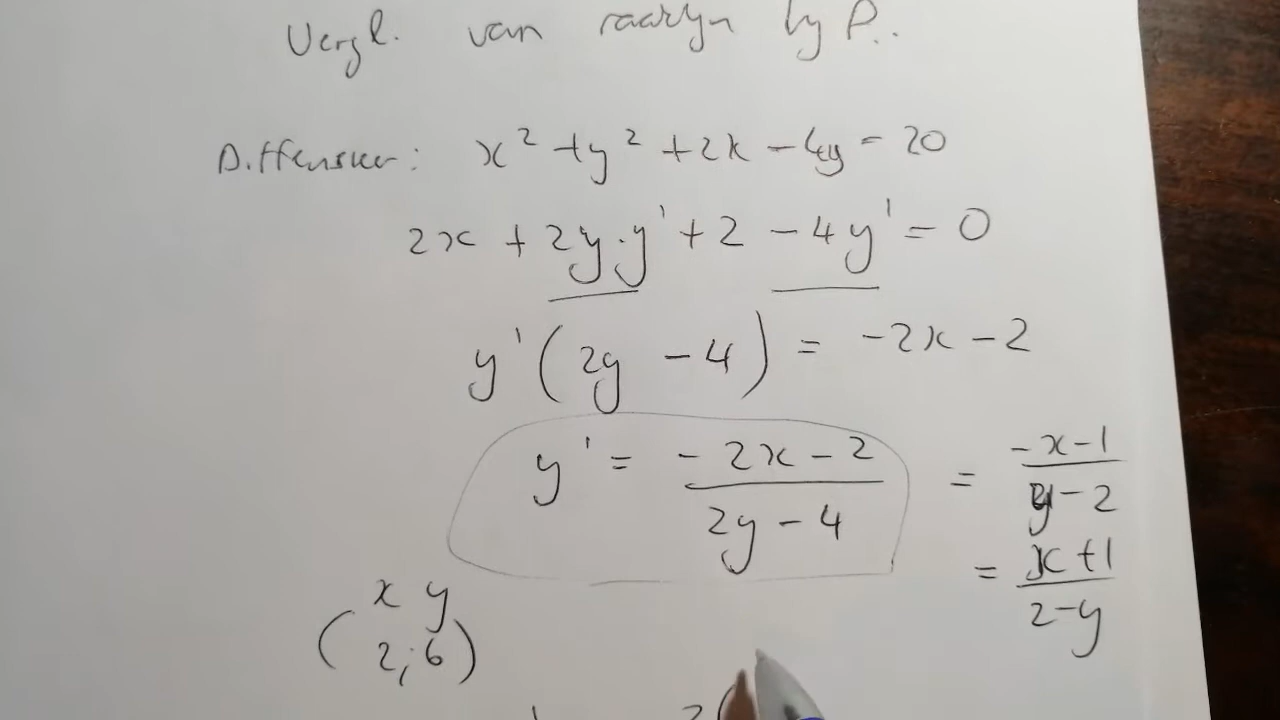 Vergl. van raaklyn by P..
Differensieer: x² + y² + 2x - 4y = 20
2x + 2y.y' + 2 - 4y' = 0
y' (2y - 4) = -2x - 2
y' = (-2x - 2)/(2y - 4) = (-x - 1)/(y - 2)
= (x + 1)/(2 - y)
x y
(2;6)